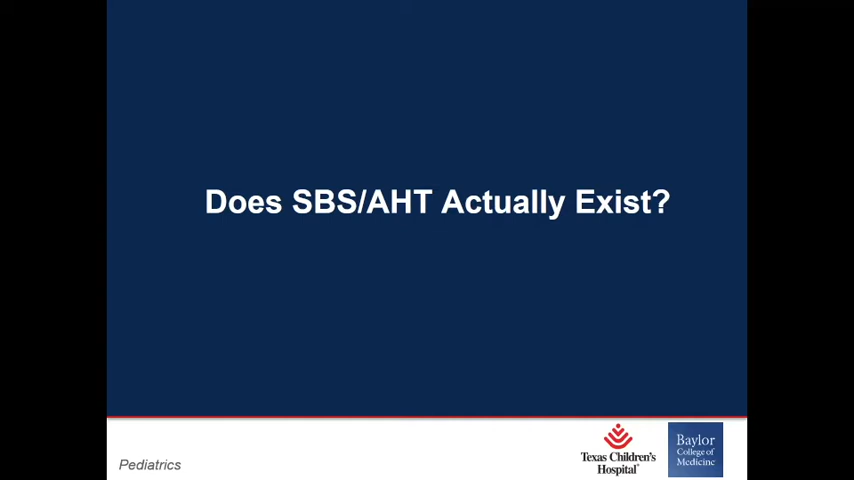 Does SBS/AHT Actually Exist?
Pediatrics
Texas Children's
Hospital®
Baylor
College of
Medicine